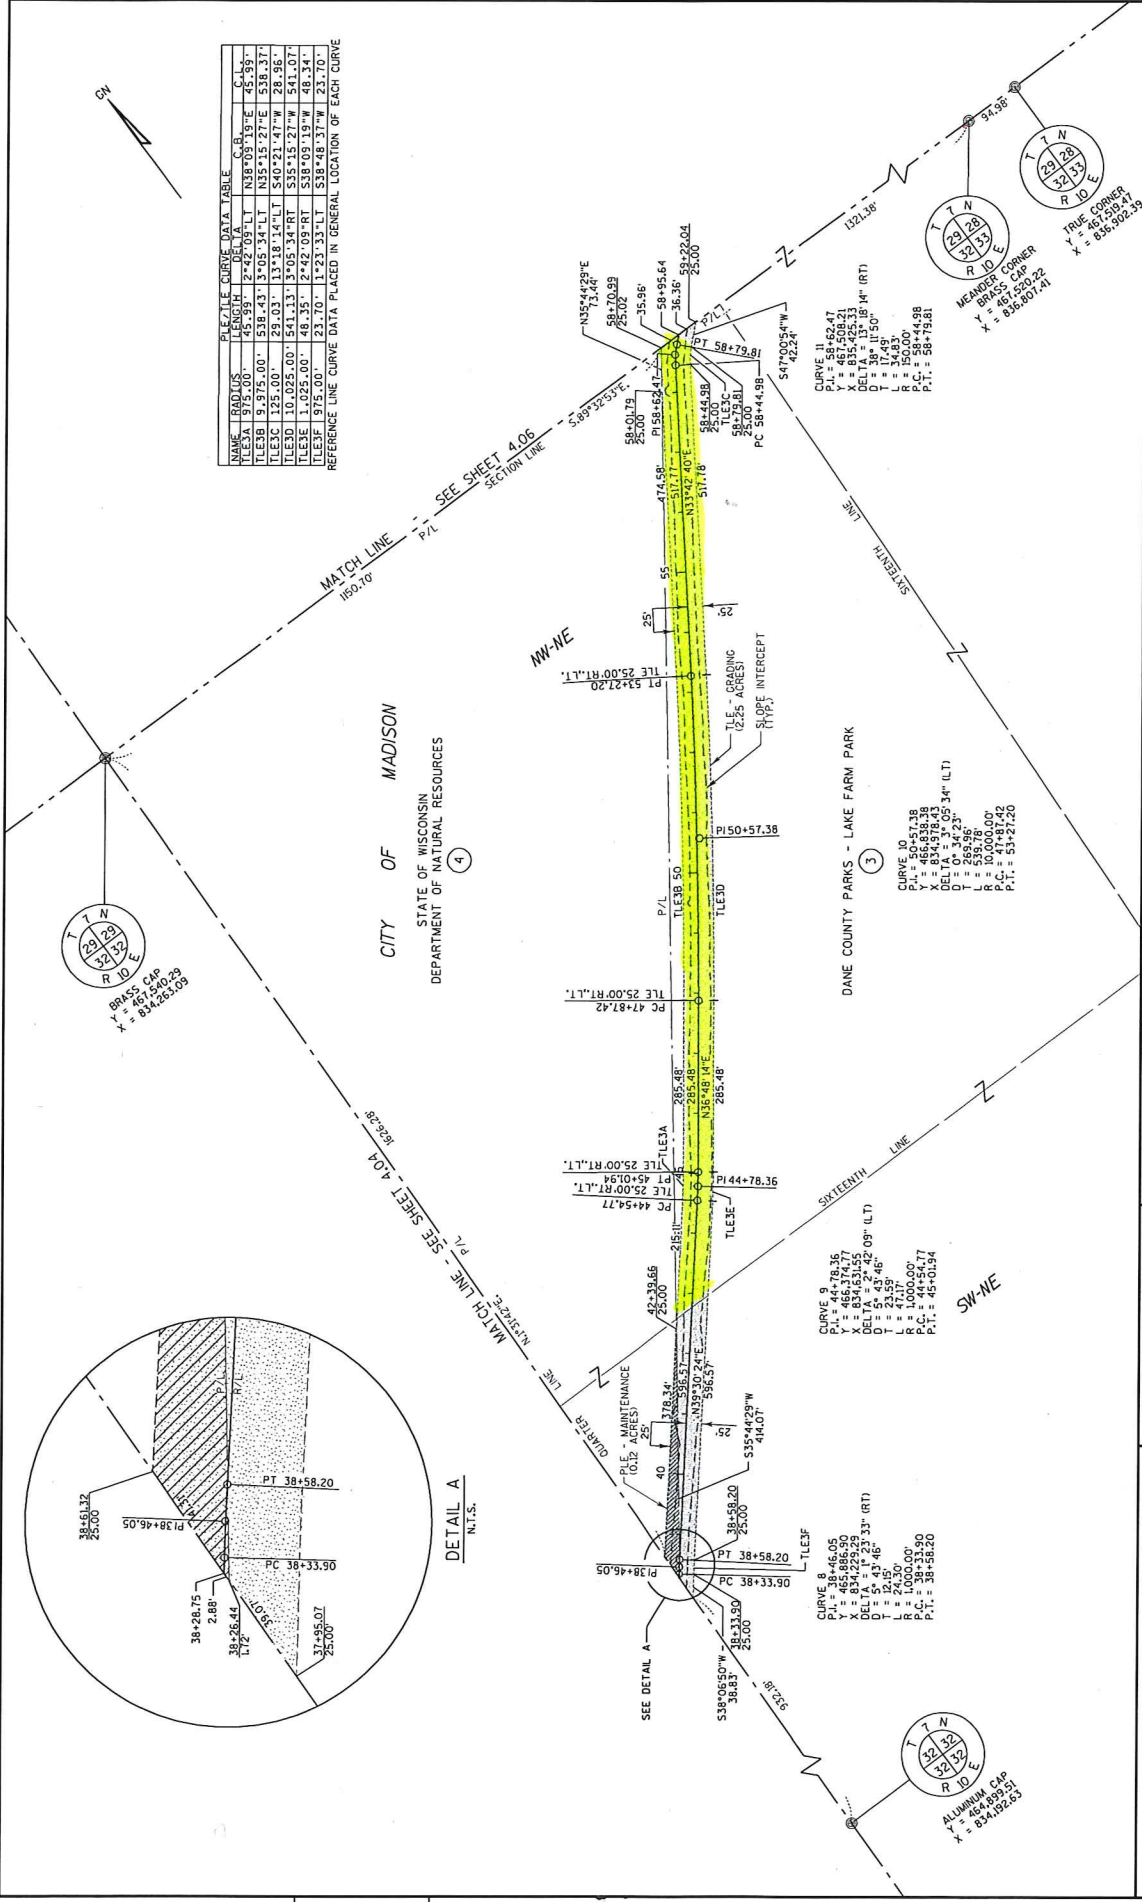 GN
PLE/TLE CURVE DATA TABLE
NAME RADIUS LENGTH DELTA C.B. C.L.
TLE3A 975.00' 45.99' 2°42'09"LT N38°09'19"E 45.99'
TLE3B 9,975.00' 538.43' 3°05'34"LT N35°15'27"E 538.37'
TLE3C 125.00' 29.03' 13°18'14"LT S40°21'47"W 28.96'
TLE3D 10,025.00' 541.13' 3°05'34"RT S35°15'27"W 541.07'
TLE3E 1,025.00' 48.35' 2°42'09"RT S38°09'19"W 48.34'
TLE3F 975.00' 23.70' 1°23'33"LT S38°48'37"W 23.70'
REFERENCE LINE CURVE DATA PLACED IN GENERAL LOCATION OF EACH CURVE
BRASS CAP
Y = 467,540.29
X = 834,263.09
T 7 N
29 29
32 32
R 10 E
MATCH LINE - SEE SHEET 4.06
1150.70'
P/L
SECTION LINE
S.89°32'53"E.
1321.38'
94.98'
T 7 N
29 28
32 33
R 10 E
MEANDER CORNER
BRASS CAP
Y = 467,520.22
X = 836,807.41
T 7 N
29 28
32 33
R 10 E
TRUE CORNER
Y = 467,519.47
X = 836,902.39
CITY OF MADISON
STATE OF WISCONSIN
DEPARTMENT OF NATURAL RESOURCES
4
NW-NE
MATCH LINE - SEE SHEET 4.04
1626.28'
P/L
N.1°31'42"E.
QUARTER LINE
N35°44'29"E
73.44'
58+70.99
25.02
35.96'
58+95.64
36.36'
59+22.04
25.00
P/L
58+01.79
25.00
PI 58+62.47
PT 58+79.81
58+44.98
25.00
TLE3C
58+79.81
25.00
PC 58+44.98
S47°00'54"W
42.24'
474.58'
517.77'
N33°42'40"E
517.78'
55
25'
25'
PT 53+27.20
TLE 25.00'RT.,LT.
TLE - GRADING
(2.25 ACRES)
SLOPE INTERCEPT
(TYP.)
PI 50+57.38
P/L
TLE3B 50
TLE3D
PC 47+87.42
TLE 25.00'RT.,LT.
285.48'
285.48'
N36°48'14"E
285.48'
TLE3A
45
PT 45+01.94
TLE 25.00'RT.,LT.
PC 44+54.77
TLE 25.00'RT.,LT.
PI 44+78.36
TLE3E
215.11'
42+39.66
25.00
PLE - MAINTENANCE
(0.12 ACRES)
378.34'
25'
596.57'
N39°30'24"E
596.57'
25'
40
S35°44'29"W
414.07'
38+58.20
25.00
PI 38+46.05
PT 38+58.20
PC 38+33.90
TLE3F
38+33.90
25.00
S38°06'50"W
38.83'
SEE DETAIL A
932.18'
SIXTEENTH LINE
SIXTEENTH LINE
SW-NE
DANE COUNTY PARKS - LAKE FARM PARK
3
CURVE 11
P.I. = 58+62.47
Y = 467,508.21
X = 835,425.33
DELTA = 13° 18' 14" (RT)
D = 38° 11' 50"
T = 17.49'
L = 34.83'
R = 150.00'
P.C. = 58+44.98
P.T. = 58+79.81
CURVE 10
P.I. = 50+57.38
Y = 466,838.38
X = 834,978.43
DELTA = 3° 05' 34" (LT)
D = 0° 34' 23"
T = 269.96'
L = 539.78'
R = 10,000.00'
P.C. = 47+87.42
P.T. = 53+27.20
CURVE 9
P.I. = 44+78.36
Y = 466,374.77
X = 834,631.55
DELTA = 2° 42' 09" (LT)
D = 5° 43' 46"
T = 23.59'
L = 47.17'
R = 1,000.00'
P.C. = 44+54.77
P.T. = 45+01.94
CURVE 8
P.I. = 38+46.05
Y = 465,886.50
X = 834,229.29
DELTA = 1° 23' 33" (RT)
D = 5° 43' 46"
T = 12.15'
L = 24.30'
R = 1,000.00'
P.C. = 38+33.90
P.T. = 38+58.20
T 7 N
32 32
32 32
R 10 E
ALUMINUM CAP
Y = 464,899.51
X = 834,192.63
DETAIL A
N.T.S.
38+61.32
25.00
PI 38+46.05
41.31'
PT 38+58.20
P/L
R/L
PC 38+33.90
38+28.75
2.88'
38+26.44
1.72'
39.07'
37+95.07
25.00'